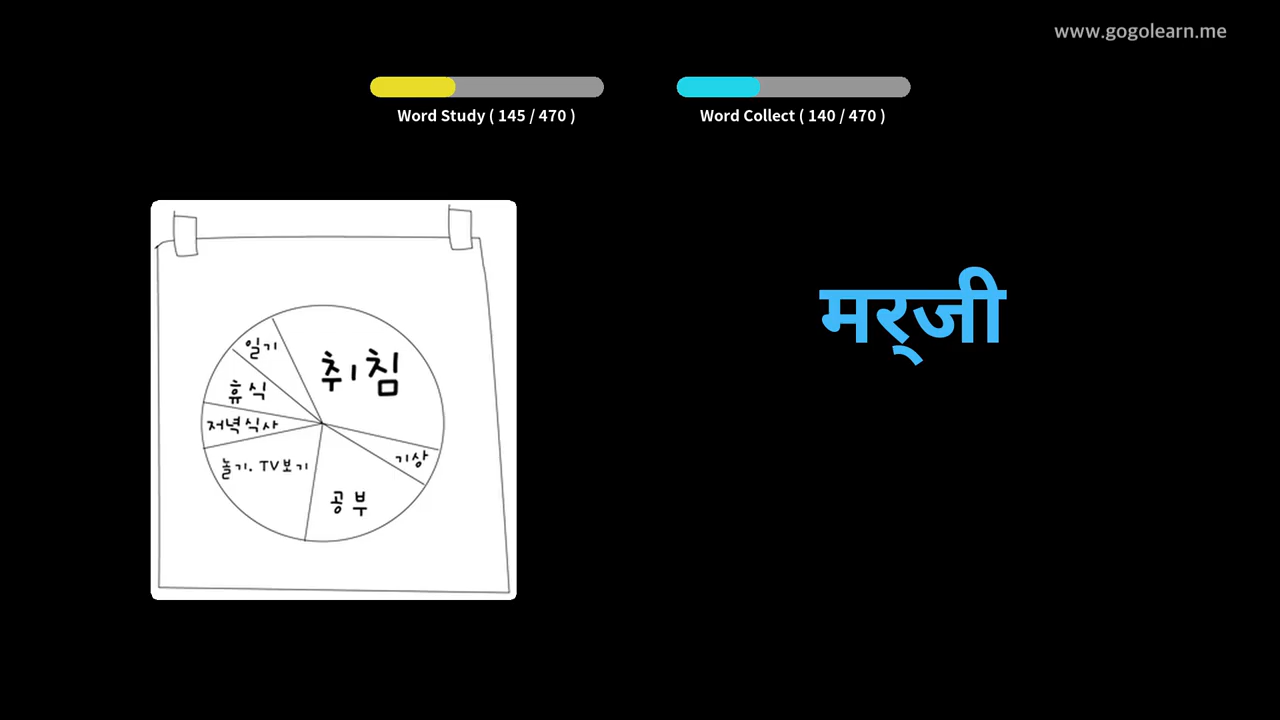 www.gogolearn.me
Word Study ( 145 / 470 )
Word Collect ( 140 / 470 )
일기
취침
휴식
저녁식사
놀기. TV보기
기상
공부
मर्‌जी